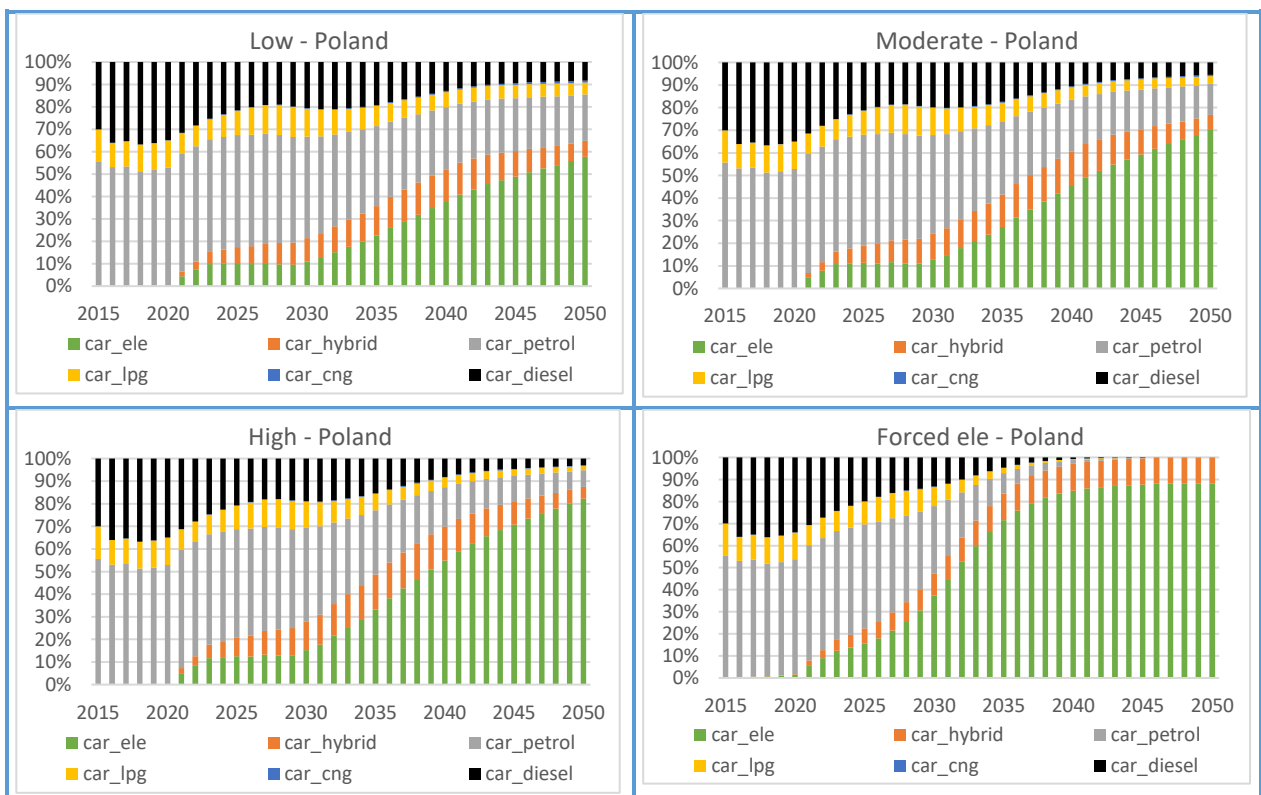 Low - Poland
100%
90%
80%
70%
60%
50%
40%
30%
20%
10%
0%
2015 2020 2025 2030 2035 2040 2045 2050
car_ele car_hybrid car_petrol
car_lpg car_cng car_diesel
Moderate - Poland
100%
90%
80%
70%
60%
50%
40%
30%
20%
10%
0%
2015 2020 2025 2030 2035 2040 2045 2050
car_ele car_hybrid car_petrol
car_lpg car_cng car_diesel
High - Poland
100%
90%
80%
70%
60%
50%
40%
30%
20%
10%
0%
2015 2020 2025 2030 2035 2040 2045 2050
car_ele car_hybrid car_petrol
car_lpg car_cng car_diesel
Forced ele - Poland
100%
90%
80%
70%
60%
50%
40%
30%
20%
10%
0%
2015 2020 2025 2030 2035 2040 2045 2050
car_ele car_hybrid car_petrol
car_lpg car_cng car_diesel